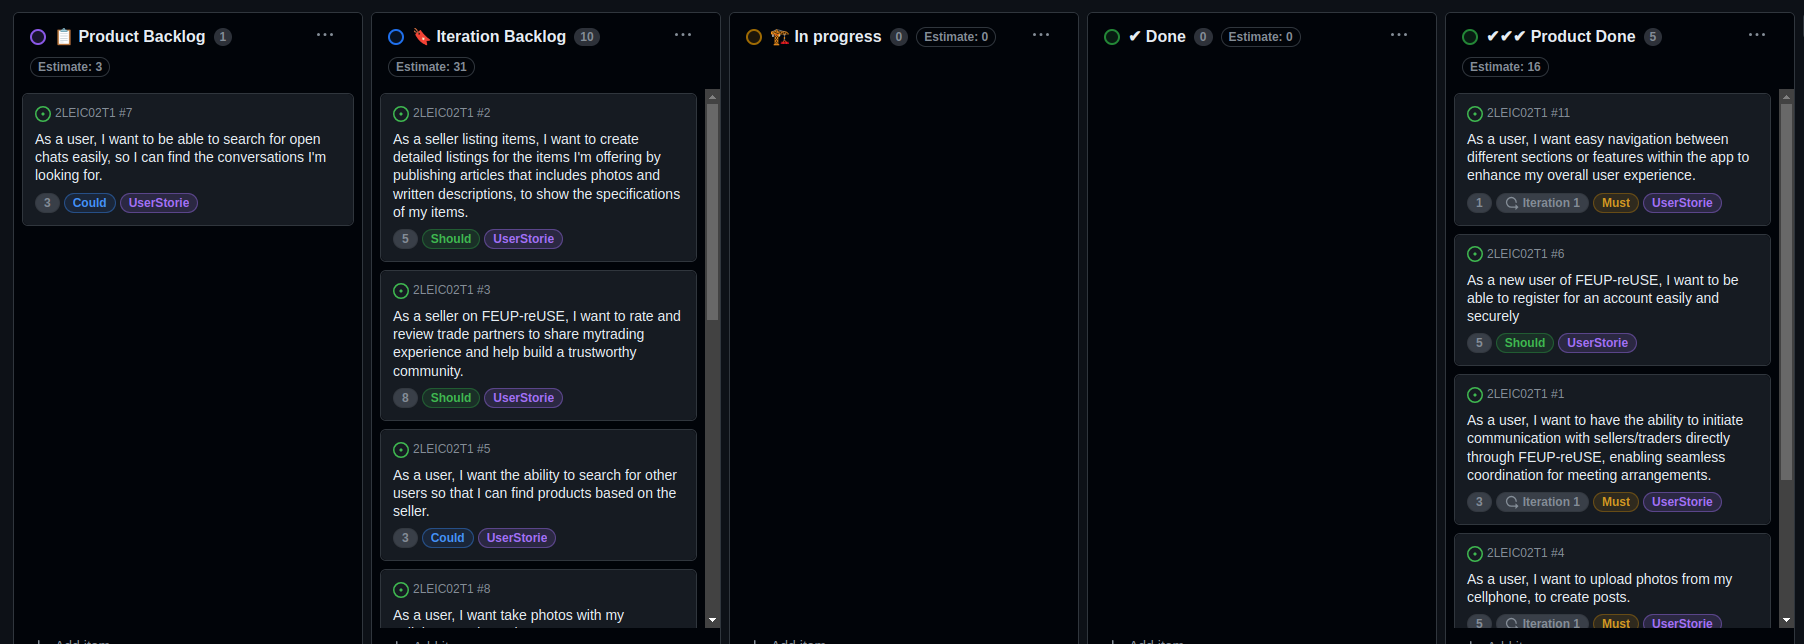 Product Backlog 1
Estimate: 3
2LEIC02T1 #7
As a user, I want to be able to search for open
chats easily, so I can find the conversations I'm
looking for.
3 Could UserStorie
Add item
Iteration Backlog 10
Estimate: 31
2LEIC02T1 #2
As a seller listing items, I want to create
detailed listings for the items I'm offering by
publishing articles that includes photos and
written descriptions, to show the specifications
of my items.
5 Should UserStorie
2LEIC02T1 #3
As a seller on FEUP-reUSE, I want to rate and
review trade partners to share mytrading
experience and help build a trustworthy
community.
8 Should UserStorie
2LEIC02T1 #5
As a user, I want the ability to search for other
users so that I can find products based on the
seller.
3 Could UserStorie
2LEIC02T1 #8
As a user, I want take photos with my
In progress 0 Estimate: 0
Add item
✔ Done 0 Estimate: 0
Add item
✔✔✔ Product Done 5
Estimate: 16
2LEIC02T1 #11
As a user, I want easy navigation between
different sections or features within the app to
enhance my overall user experience.
1 Iteration 1 Must UserStorie
2LEIC02T1 #6
As a new user of FEUP-reUSE, I want to be
able to register for an account easily and
securely
5 Should UserStorie
2LEIC02T1 #1
As a user, I want to have the ability to initiate
communication with sellers/traders directly
through FEUP-reUSE, enabling seamless
coordination for meeting arrangements.
3 Iteration 1 Must UserStorie
2LEIC02T1 #4
As a user, I want to upload photos from my
cellphone, to create posts.
5 Iteration 1 Must UserStorie